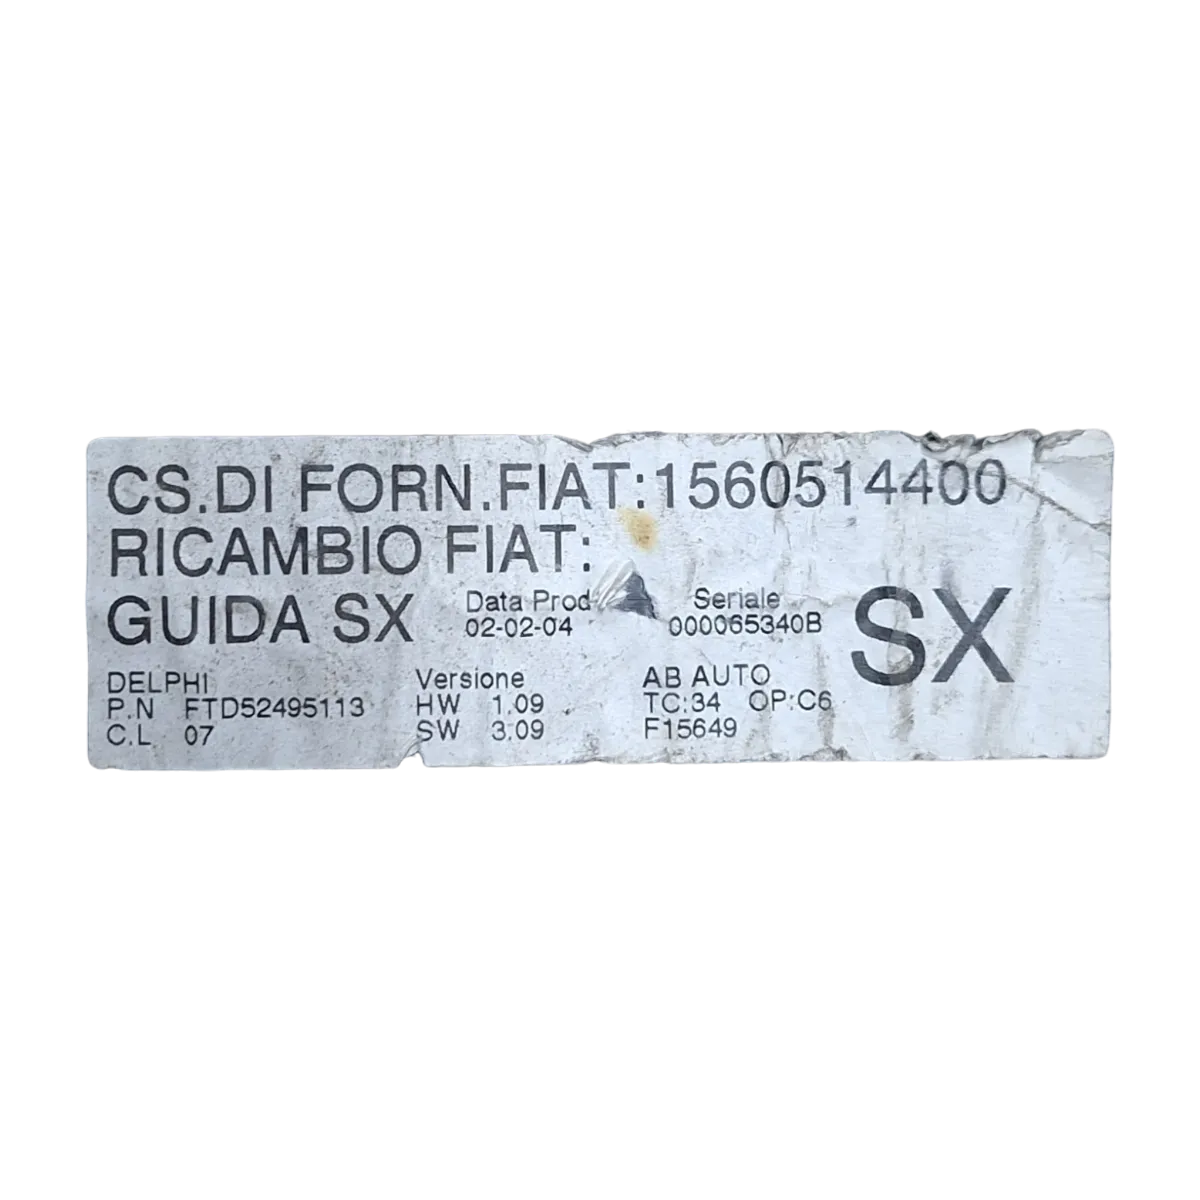 CS.DI FORN.FIAT:1560514400
RICAMBIO FIAT:
GUIDA SX
Data Prod
02-02-04
Seriale
000065340B
SX
DELPHI
P.N FTD52495113
C.L 07
Versione
HW 1.09
SW 3.09
AB AUTO
TC:34 OP:C6
F15649